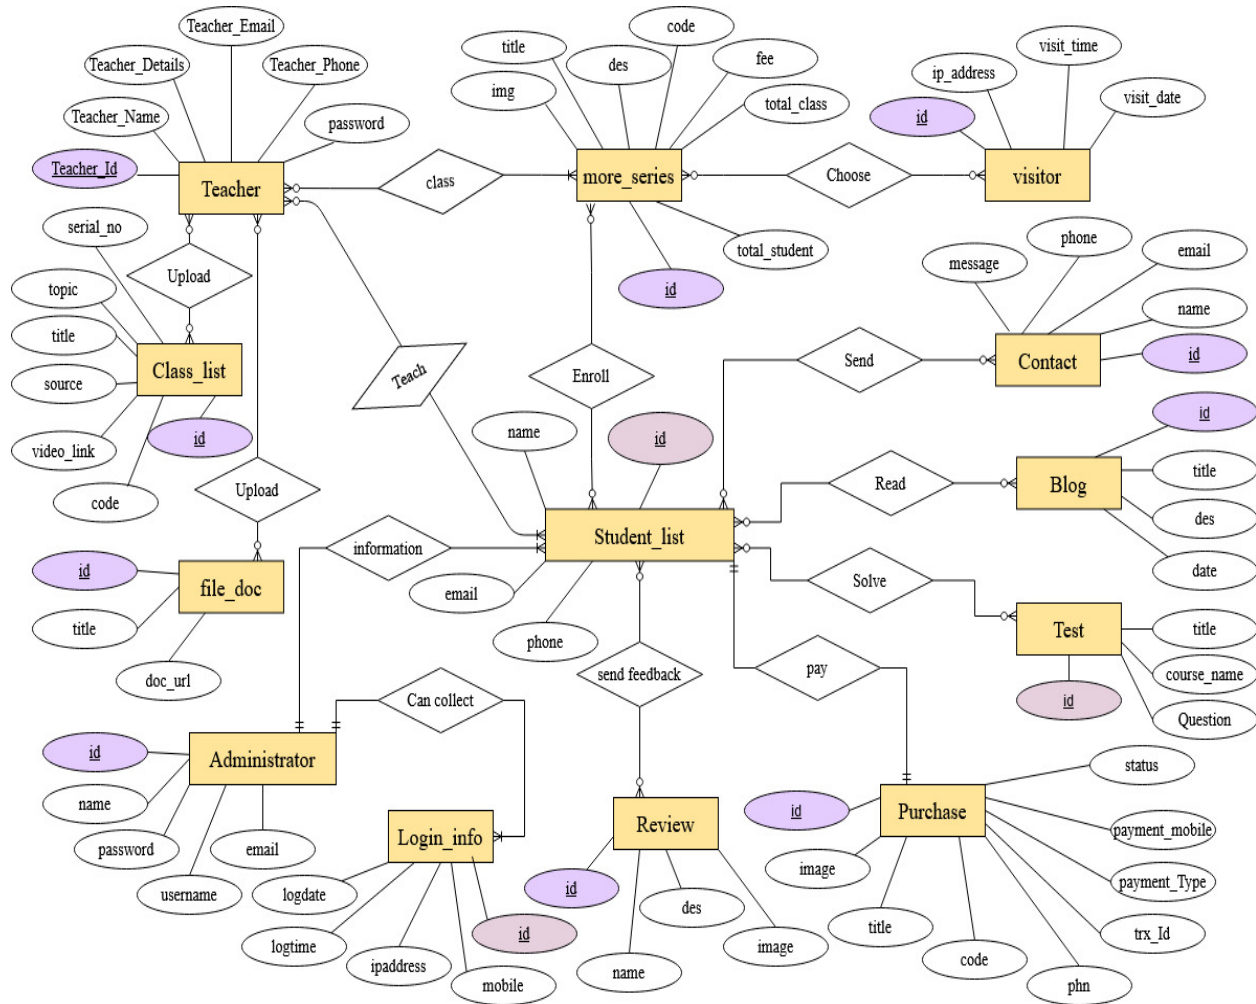 Teacher_Email
Teacher_Details
Teacher_Phone
Teacher_Name
password
Teacher_Id
Teacher
class
title
code
des
fee
img
total_class
more_series
total_student
id
Choose
visit_time
ip_address
visit_date
id
visitor
serial_no
Upload
topic
title
Class_list
source
id
video_link
code
Teach
Enroll
phone
message
email
name
Send
Contact
id
name
id
id
Upload
Read
Blog
title
des
date
information
Student_list
Solve
email
phone
id
file_doc
title
doc_url
Test
title
course_name
id
Question
send feedback
pay
Can collect
id
Administrator
name
password
email
username
Login_info
logdate
logtime
id
ipaddress
mobile
Review
id
des
name
image
status
id
Purchase
payment_mobile
image
payment_Type
title
trx_Id
code
phn